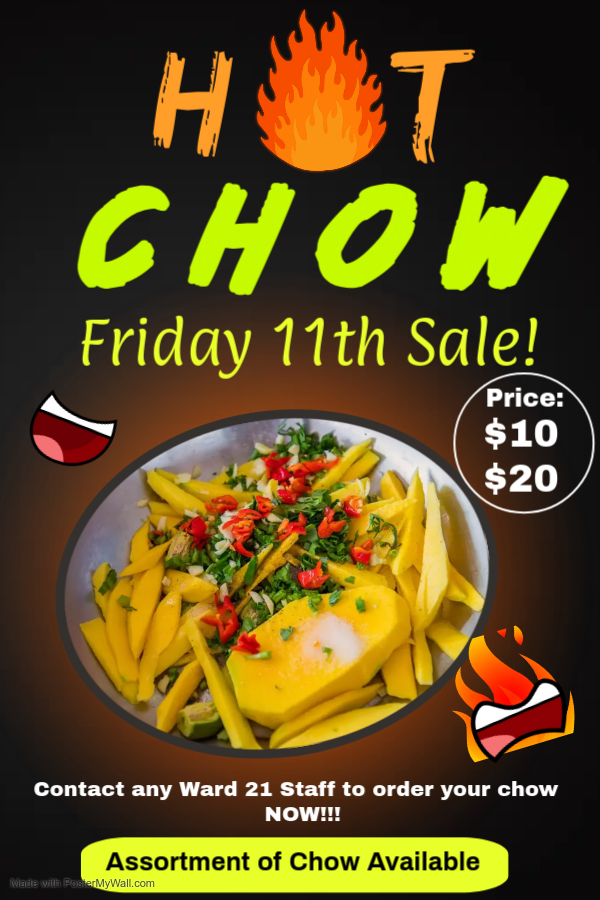 HOT
CHOW
Friday 11th Sale!
Price:
$10
$20
Contact any Ward 21 Staff to order your chow
NOW!!!
Assortment of Chow Available
Made with PosterMyWall.com